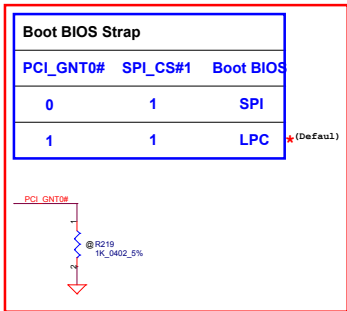 Boot BIOS Strap
PCI_GNT0# SPI_CS#1 Boot BIOS
0 1 SPI
1 1 LPC *(Defaul)
PCI_GNT0#
1
@ R219
1K_0402_5%
2